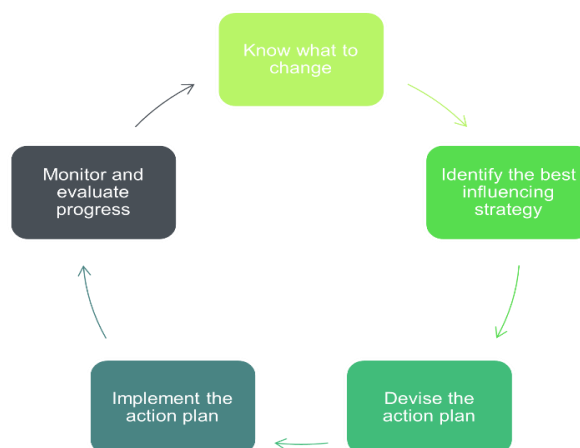 Know what to
change
Identify the best
influencing
strategy
Devise the
action plan
Implement the
action plan
Monitor and
evaluate
progress